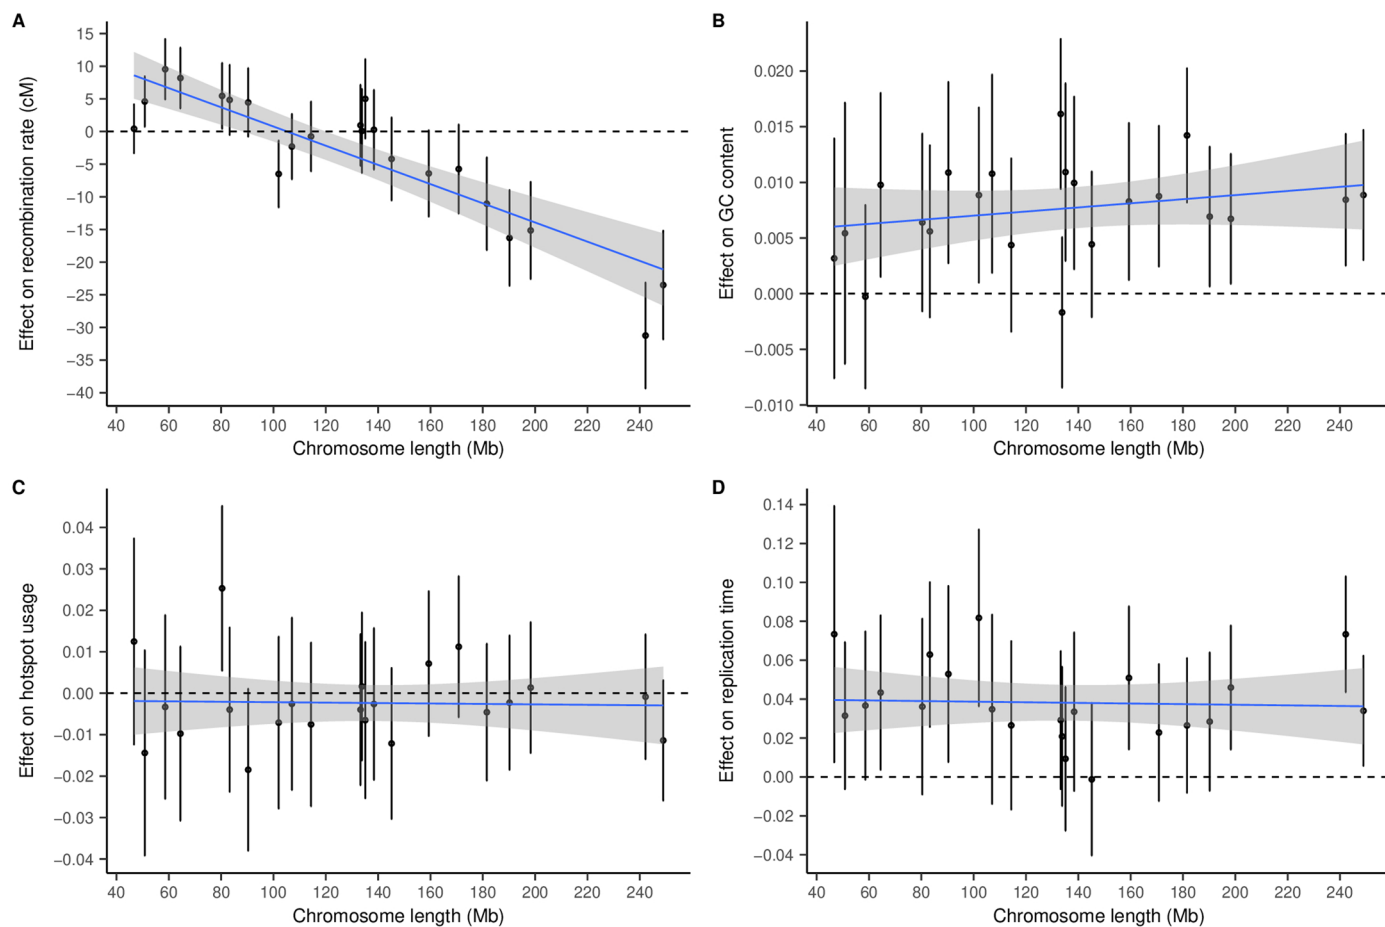 A
Effect on recombination rate (cM)
15
10
5
0
−5
−10
−15
−20
−25
−30
−35
−40
40 60 80 100 120 140 160 180 200 220 240
Chromosome length (Mb)
B
Effect on GC content
0.020
0.015
0.010
0.005
0.000
−0.005
−0.010
40 60 80 100 120 140 160 180 200 220 240
Chromosome length (Mb)
C
Effect on hotspot usage
0.04
0.03
0.02
0.01
0.00
−0.01
−0.02
−0.03
−0.04
40 60 80 100 120 140 160 180 200 220 240
Chromosome length (Mb)
D
Effect on replication time
0.14
0.12
0.10
0.08
0.06
0.04
0.02
0.00
−0.02
−0.04
40 60 80 100 120 140 160 180 200 220 240
Chromosome length (Mb)